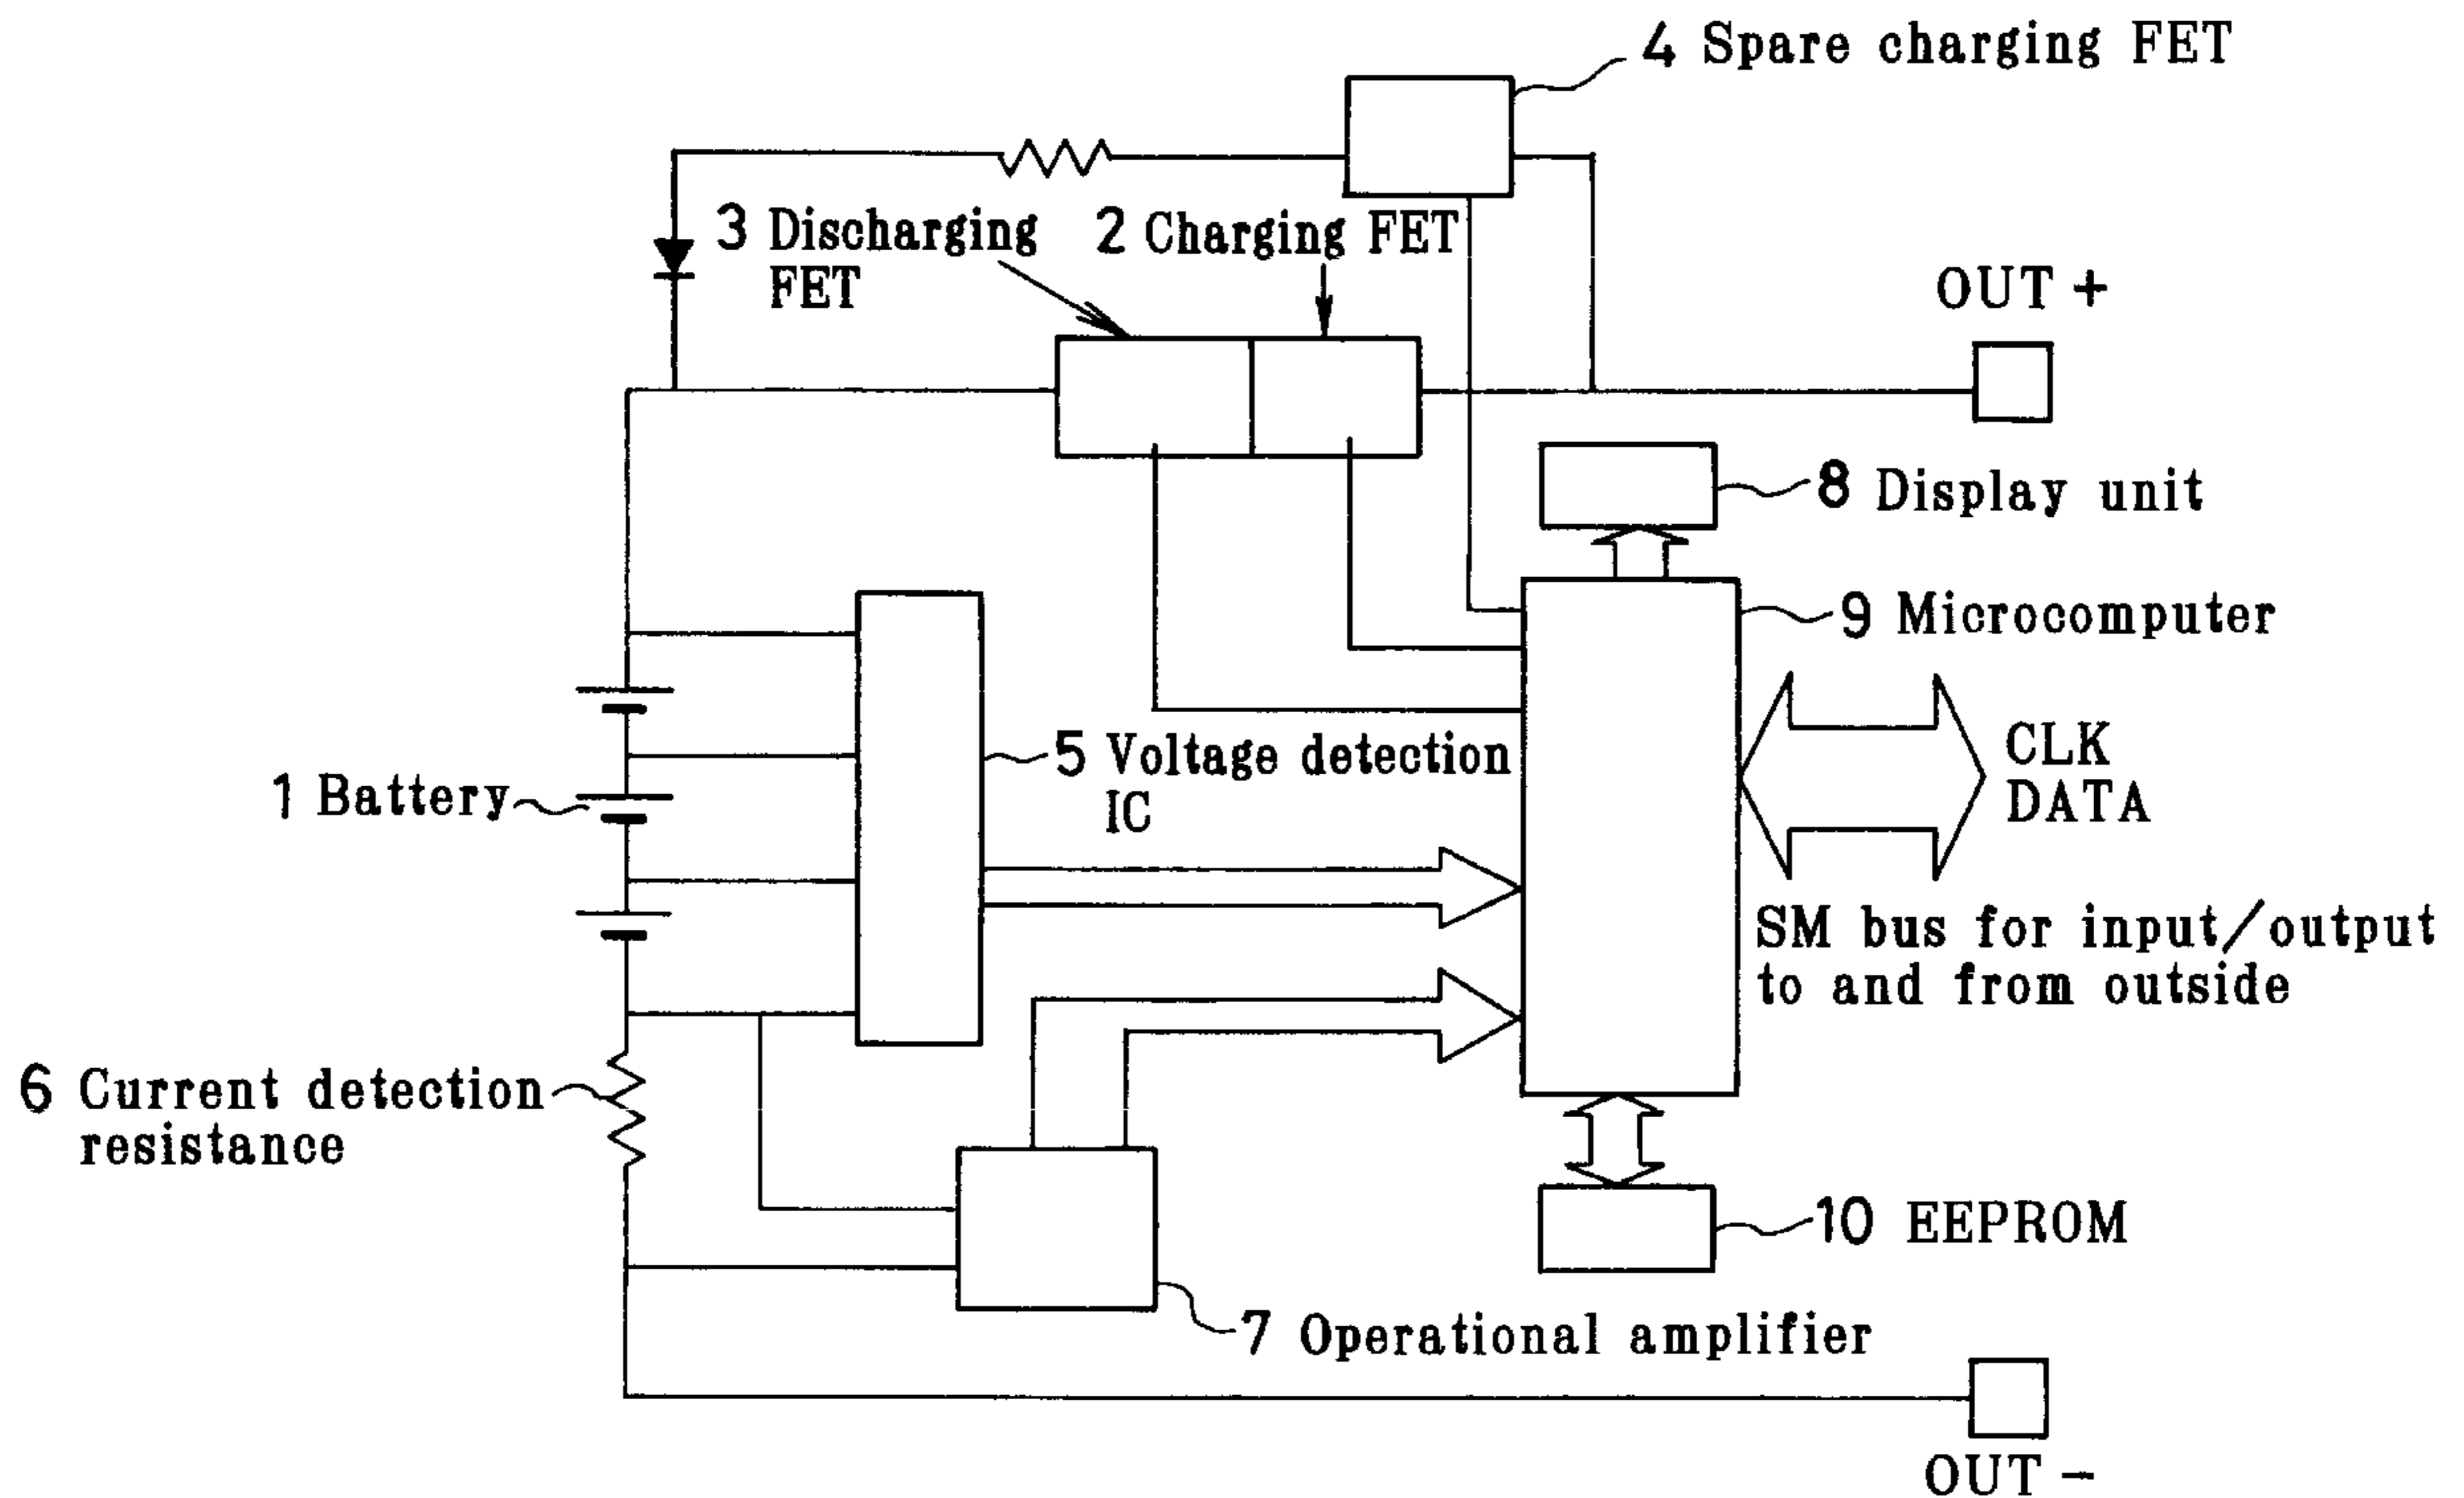 4 Spare charging FET
3 Discharging
FET
2 Charging FET
OUT +
8 Display unit
9 Microcomputer
5 Voltage detection
IC
1 Battery
CLK
DATA
SM bus for input/output
to and from outside
6 Current detection
resistance
10 EEPROM
7 Operational amplifier
OUT −